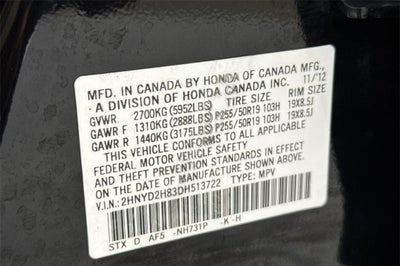 MFD. IN CANADA BY HONDA OF CANADA MFG.,
- A DIVISION OF HONDA CANADA INC. 11/'12
GVWR 2700KG(5952LBS) TIRE SIZE RIM SIZE
GAWR F 1310KG(2888LBS) P255/50R19 103H 19X8.5J
GAWR R 1440KG(3175LBS) P255/50R19 103H 19X8.5J
THIS VEHICLE CONFORMS TO ALL APPLICABLE
FEDERAL MOTOR VEHICLE SAFETY STANDARDS IN
EFFECT ON THE DATE OF MANUFACTURE SHOWN ABOVE.
V.I.N.:2HNYD2H83DH513722 TYPE: MPV
STX D AF5 -NH731P -K -H